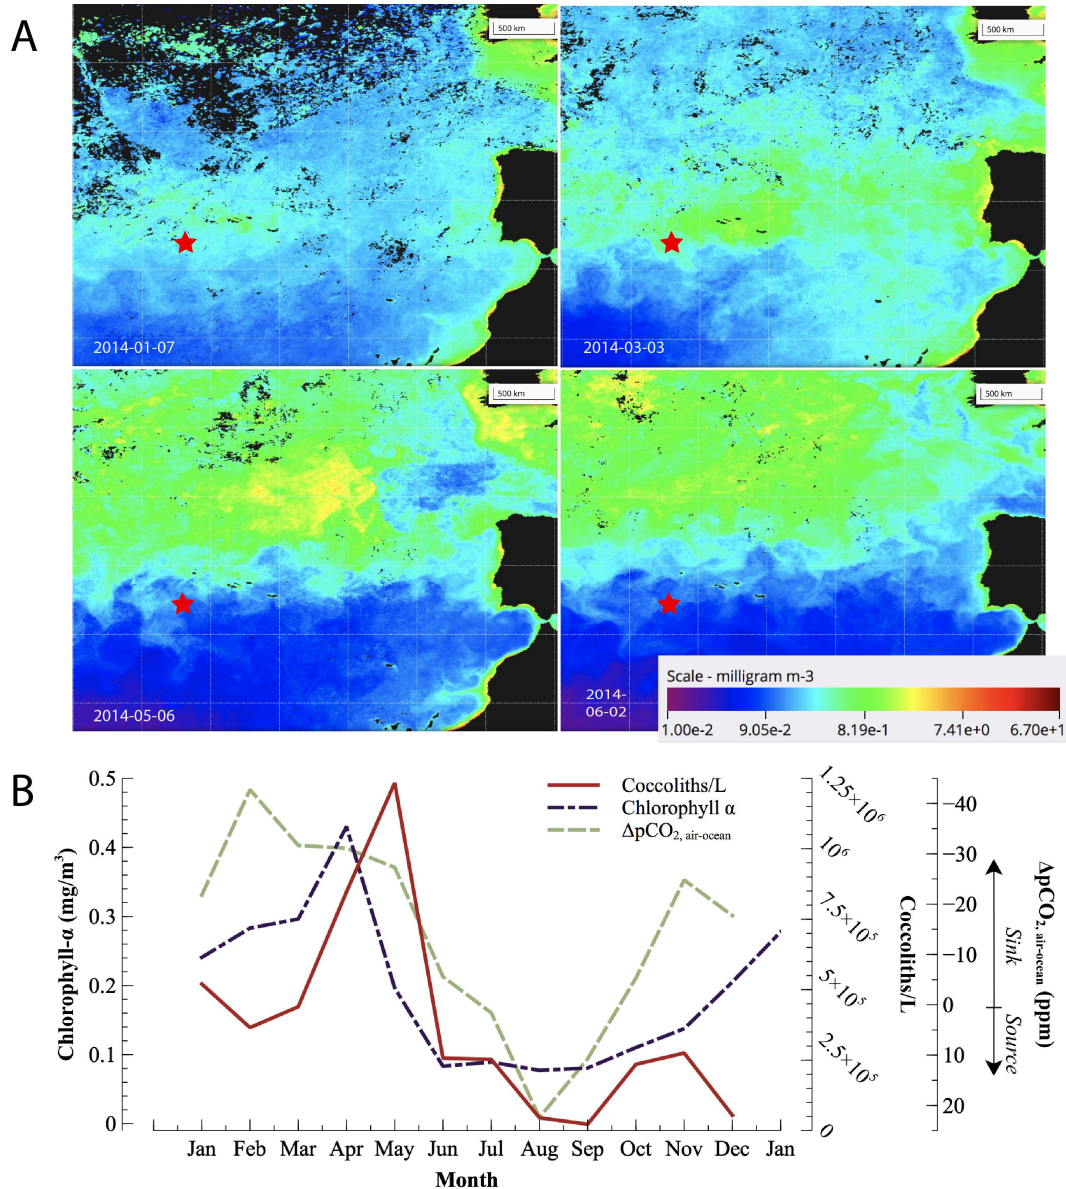 A
500 km
500 km
2014-01-07
2014-03-03
500 km
500 km
2014-05-06
2014-
06-02
Scale - milligram m-3
1.00e-2 9.05e-2 8.19e-1 7.41e+0 6.70e+1
B
Coccoliths/L
Chlorophyll α
ΔpCO2, air-ocean
Chlorophyll-α (mg/m³)
0.5
0.4
0.3
0.2
0.1
0
Jan Feb Mar Apr May Jun Jul Aug Sep Oct Nov Dec Jan
Month
1.25×10⁶
10⁶
7.5×10⁵
5×10⁵
2.5×10⁵
0
Coccoliths/L
−40
−30
−20
−10
0
10
20
Sink
Source
ΔpCO2, air-ocean (ppm)